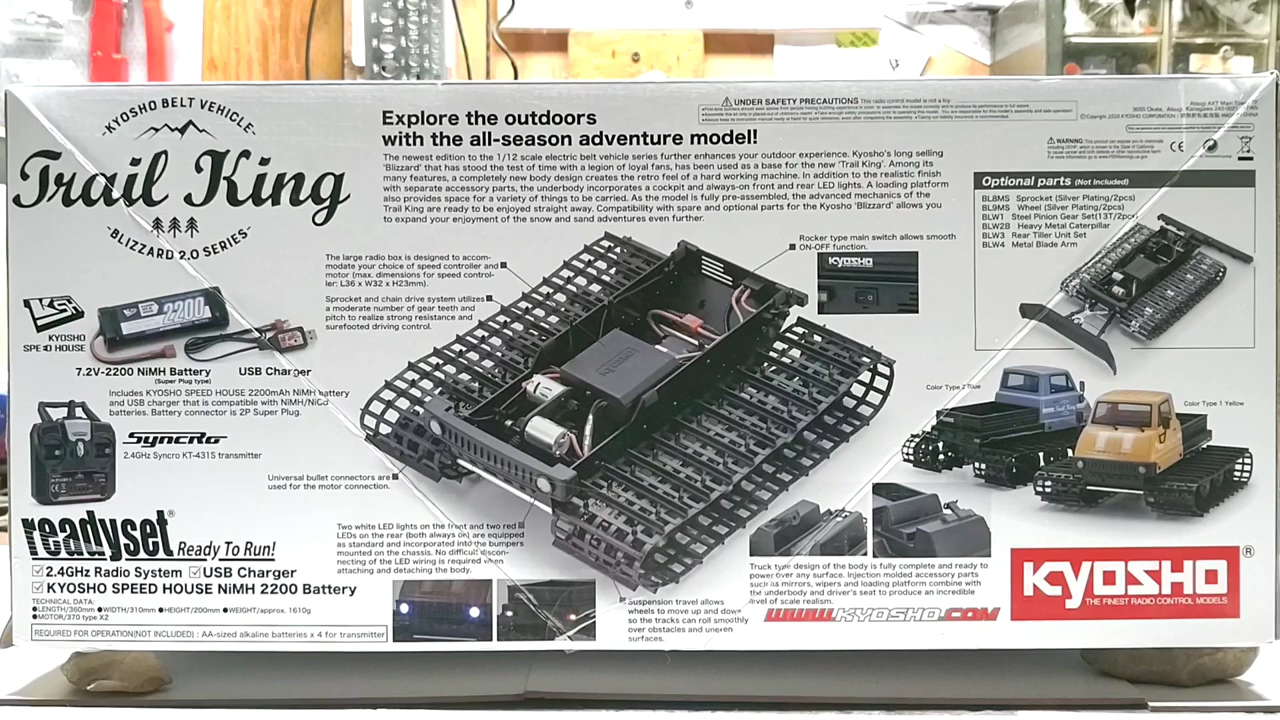 KYOSHO BELT VEHICLE
Trail King
BLIZZARD 2.0 SERIES
Explore the outdoors
with the all-season adventure model!
The newest edition to the 1/12 scale electric belt vehicle series further enhances your outdoor experience. Kyosho's long selling
'Blizzard' that has stood the test of time with a legion of loyal fans, has been used as a base for the new 'Trail King'. Among its
many features, a completely new body design creates the retro feel of a hard working machine. In addition to the realistic finish
with separate accessory parts, the underbody incorporates a cockpit and always-on front and rear LED lights. A loading platform
also provides space for a variety of things to be carried. As the model is fully pre-assembled, the advanced mechanics of the
Trail King are ready to be enjoyed straight away. Compatibility with spare and optional parts for the Kyosho 'Blizzard' allows you
to expand your enjoyment of the snow and sand adventures even further.
UNDER SAFETY PRECAUTIONS This radio control model is not a toy.
WARNING:
CE
Optional parts (Not Included)
BL8MS Sprocket (Silver Plating/2pcs)
BL9MS Wheel (Silver Plating/2pcs)
BLW1 Steel Pinion Gear Set(13T/2pcs)
BLW2B Heavy Metal Caterpillar
BLW3 Rear Tiller Unit Set
BLW4 Metal Blade Arm
Rocker type main switch allows smooth
ON-OFF function.
KYOSHO
The large radio box is designed to accom-
modate your choice of speed controller and
motor (max. dimensions for speed control-
ler: L36 x W32 x H23mm).
Sprocket and chain drive system utilizes
a moderate number of gear teeth and
pitch to realize strong resistance and
surefooted driving control.
2200
KYOSHO
SPEED HOUSE
7.2V-2200 NiMH Battery
(Super Plug type)
USB Charger
Includes KYOSHO SPEED HOUSE 2200mAh NiMH battery
and USB charger that is compatible with NiMH/NiCd
batteries. Battery connector is 2P Super Plug.
SYNCRO
2.4GHz Syncro KT-431S transmitter
Universal bullet connectors are
used for the motor connection.
Color Type 2 Blue
Color Type 1 Yellow
Trail King
readyset® Ready To Run!
2.4GHz Radio System USB Charger
KYOSHO SPEED HOUSE NiMH 2200 Battery
TECHNICAL DATA:
●LENGTH/360mm ●WIDTH/310mm ●HEIGHT/200mm ●WEIGHT/approx. 1610g
●MOTOR/370 type X2
REQUIRED FOR OPERATION(NOT INCLUDED) : AA-sized alkaline batteries x 4 for transmitter
Two white LED lights on the front and two red
LEDs on the rear (both always on) are equipped
as standard and incorporated into the bumpers
mounted on the chassis. No difficult discon-
necting of the LED wiring is required when
attaching and detaching the body.
Suspension travel allows
wheels to move up and down
so the tracks can roll smoothly
over obstacles and uneven
surfaces.
Truck type design of the body is fully complete and ready to
power over any surface. Injection molded accessory parts
such as mirrors, wipers and loading platform combine with
the underbody and driver's seat to produce an incredible
level of scale realism.
WWW.KYOSHO.COM
KYOSHO®
THE FINEST RADIO CONTROL MODELS